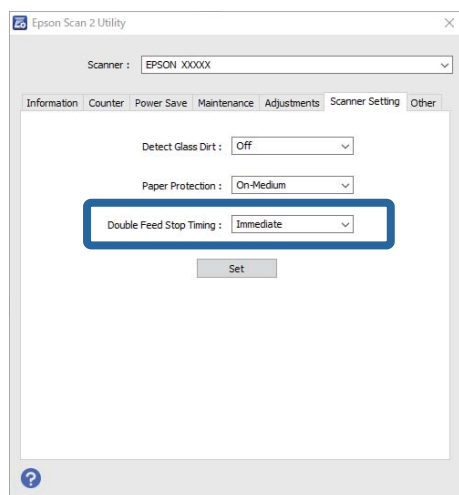 Epson Scan 2 Utility
Scanner : EPSON XXXXX
Information Counter Power Save Maintenance Adjustments Scanner Setting Other
Detect Glass Dirt : Off
Paper Protection : On-Medium
Double Feed Stop Timing : Immediate
Set
?